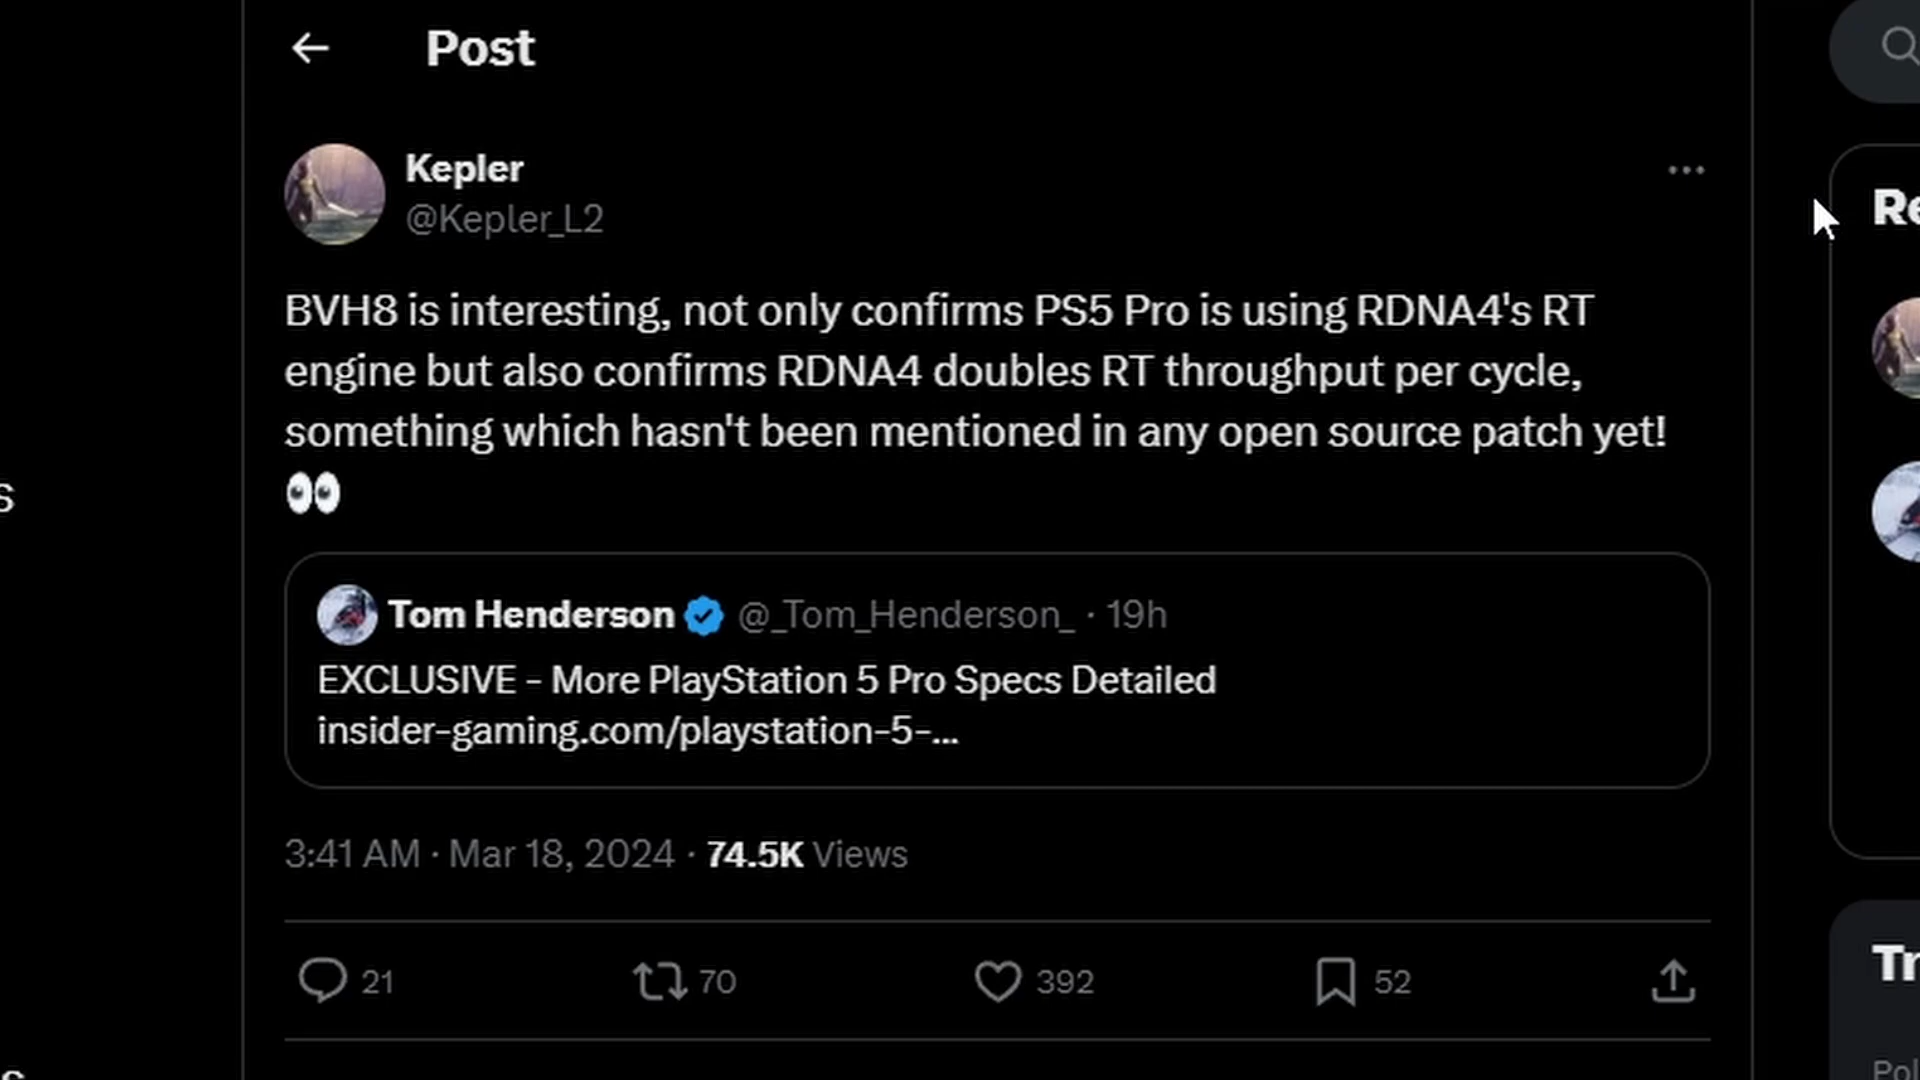 Post
Kepler
@Kepler_L2
BVH8 is interesting, not only confirms PS5 Pro is using RDNA4's RT
engine but also confirms RDNA4 doubles RT throughput per cycle,
something which hasn't been mentioned in any open source patch yet!
👀
Tom Henderson @_Tom_Henderson_ · 19h
EXCLUSIVE - More PlayStation 5 Pro Specs Detailed
insider-gaming.com/playstation-5-...
3:41 AM · Mar 18, 2024 · 74.5K Views
21 70 392 52